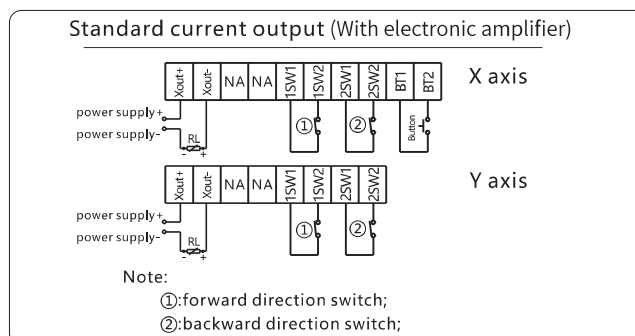 Standard current output (With electronic amplifier)
Xout+ Xout- NA NA 1SW1 1SW2 2SW1 2SW2 BT1 BT2 X axis
power supply+
power supply-
① ② Button
RL
- +
Xout+ Xout- NA NA 1SW1 1SW2 2SW1 2SW2 Y axis
power supply+
power supply-
① ②
RL
- +
Note:
①:forward direction switch;
②:backward direction switch;